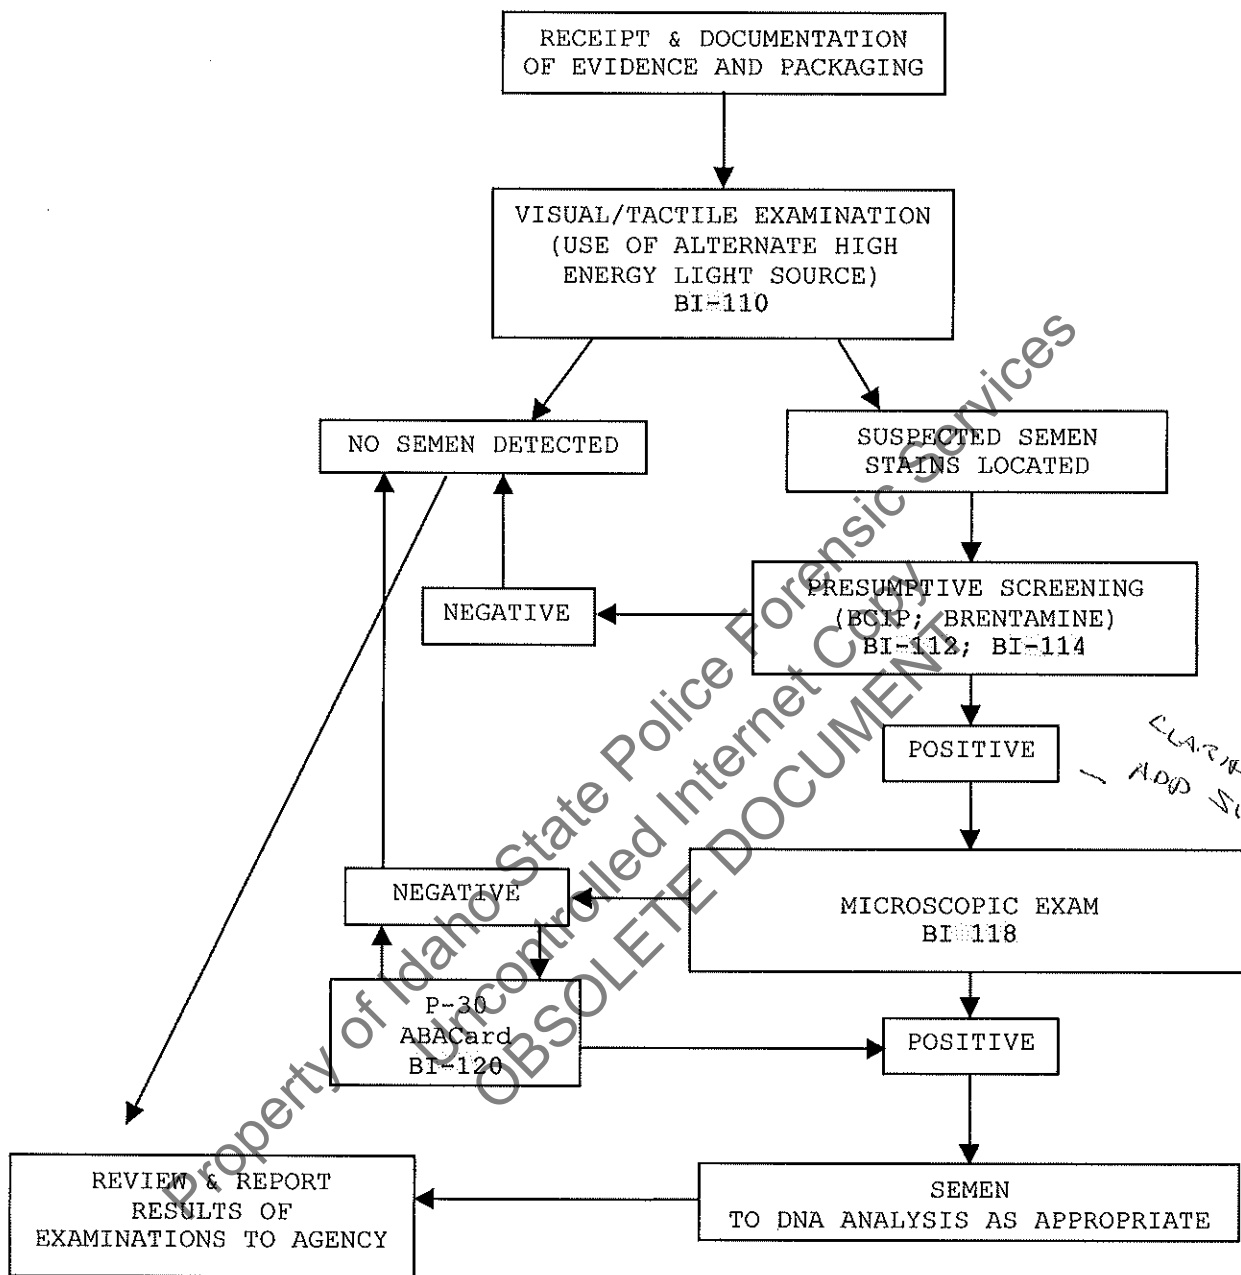 RECEIPT & DOCUMENTATION
OF EVIDENCE AND PACKAGING
VISUAL/TACTILE EXAMINATION
(USE OF ALTERNATE HIGH
ENERGY LIGHT SOURCE)
BI-110
NO SEMEN DETECTED
SUSPECTED SEMEN
STAINS LOCATED
PRESUMPTIVE SCREENING
(BCIP; BRENTAMINE)
BI-112; BI-114
NEGATIVE
POSITIVE
ADD
NEGATIVE
MICROSCOPIC EXAM
BI 118
P-30
ABACard
BI-120
POSITIVE
REVIEW & REPORT
RESULTS OF
EXAMINATIONS TO AGENCY
SEMEN
TO DNA ANALYSIS AS APPROPRIATE
Property of Idaho State Police Forensic Services
Uncontrolled Internet Copy
OBSOLETE DOCUMENT